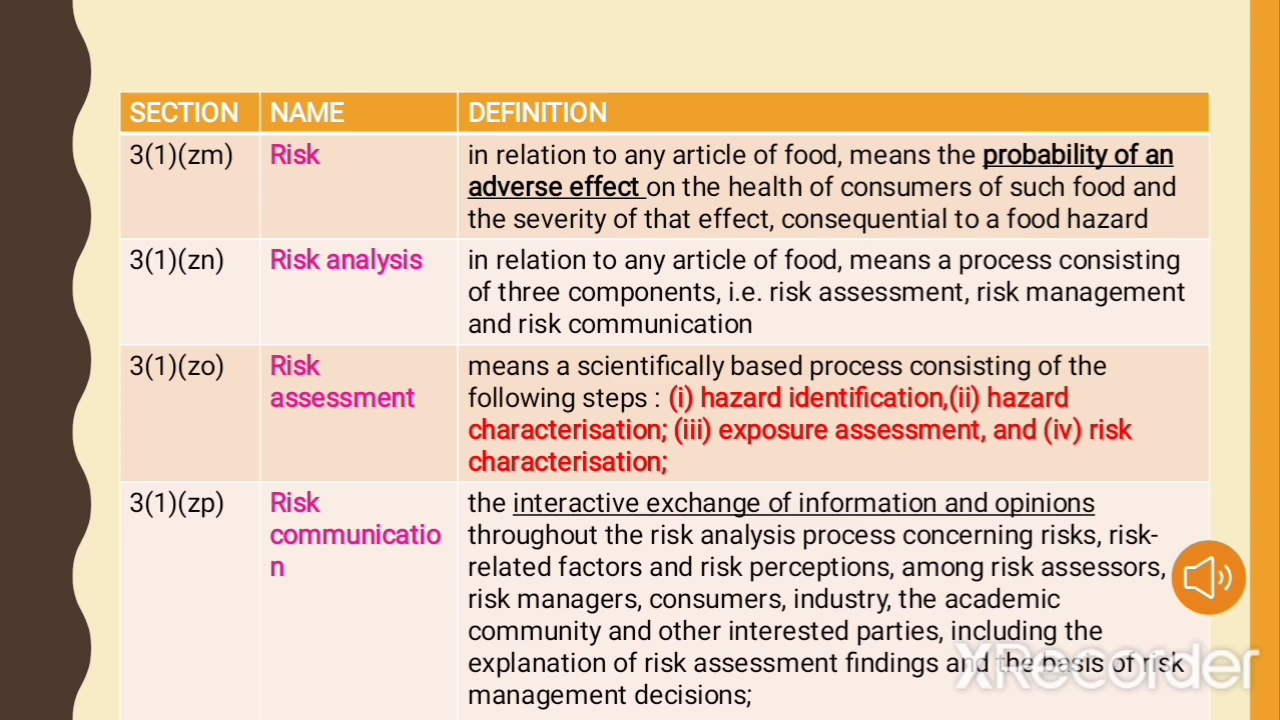 SECTION NAME DEFINITION
3(1)(zm) Risk in relation to any article of food, means the probability of an
adverse effect on the health of consumers of such food and
the severity of that effect, consequential to a food hazard
3(1)(zn) Risk analysis in relation to any article of food, means a process consisting
of three components, i.e. risk assessment, risk management
and risk communication
3(1)(zo) Risk means a scientifically based process consisting of the
assessment following steps : (i) hazard identification,(ii) hazard
characterisation; (iii) exposure assessment, and (iv) risk
characterisation;
3(1)(zp) Risk the interactive exchange of information and opinions
communicatio throughout the risk analysis process concerning risks, risk-
n related factors and risk perceptions, among risk assessors,
risk managers, consumers, industry, the academic
community and other interested parties, including the
explanation of risk assessment findings and the basis of risk
management decisions;
XRecorder